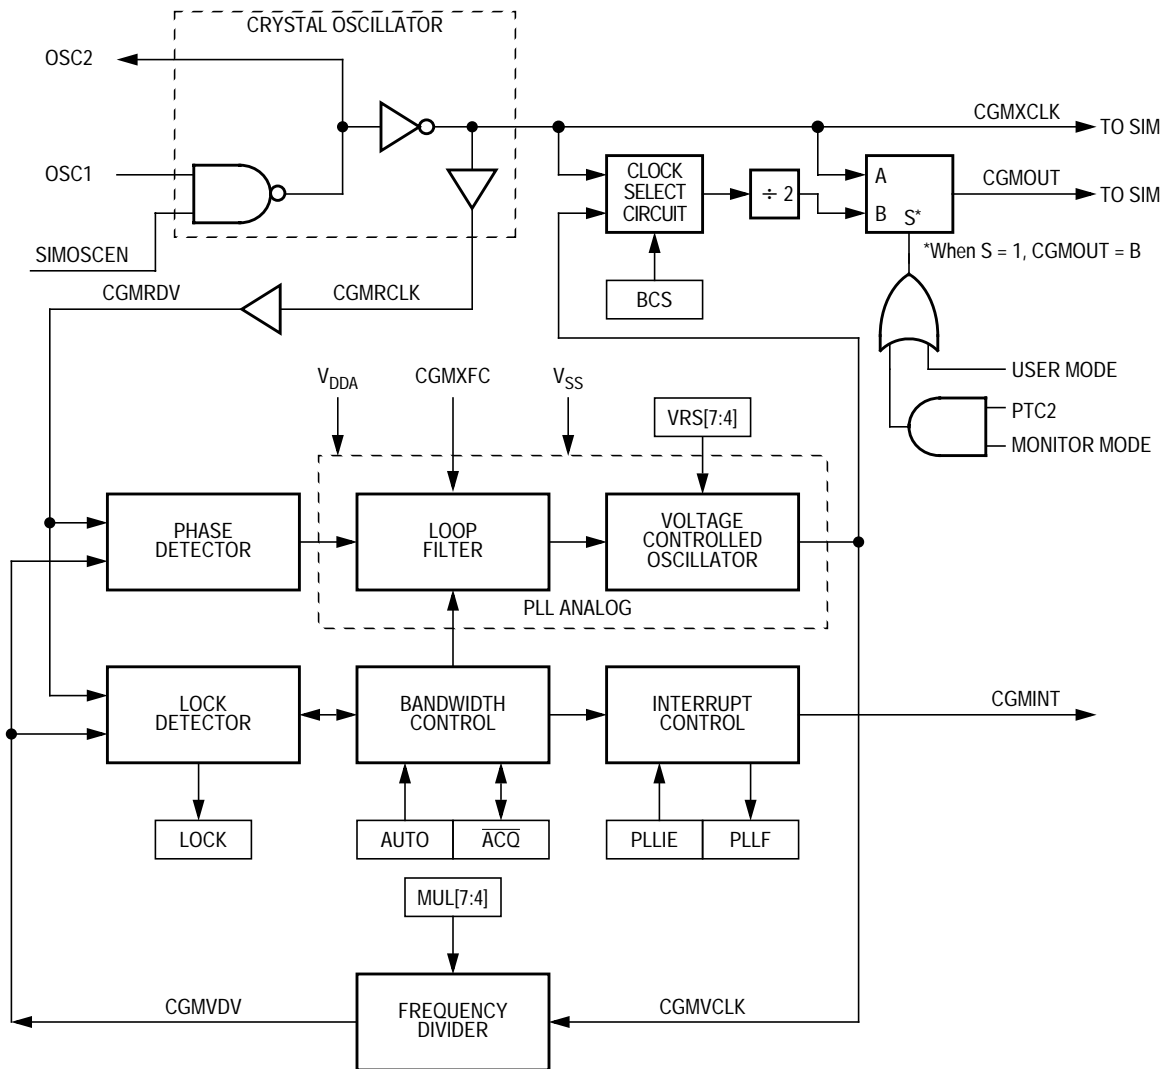 CRYSTAL OSCILLATOR
OSC2
CGMXCLK
TO SIM
OSC1
CLOCK
SELECT
CIRCUIT
÷ 2
A
B
S*
CGMOUT
TO SIM
SIMOSCEN
*When S = 1, CGMOUT = B
CGMRDV
CGMRCLK
BCS
USER MODE
PTC2
MONITOR MODE
VDDA
CGMXFC
VSS
VRS[7:4]
PHASE
DETECTOR
LOOP
FILTER
VOLTAGE
CONTROLLED
OSCILLATOR
PLL ANALOG
LOCK
DETECTOR
BANDWIDTH
CONTROL
INTERRUPT
CONTROL
CGMINT
LOCK
AUTO
ACQ
PLLIE
PLLF
MUL[7:4]
CGMVDV
FREQUENCY
DIVIDER
CGMVCLK